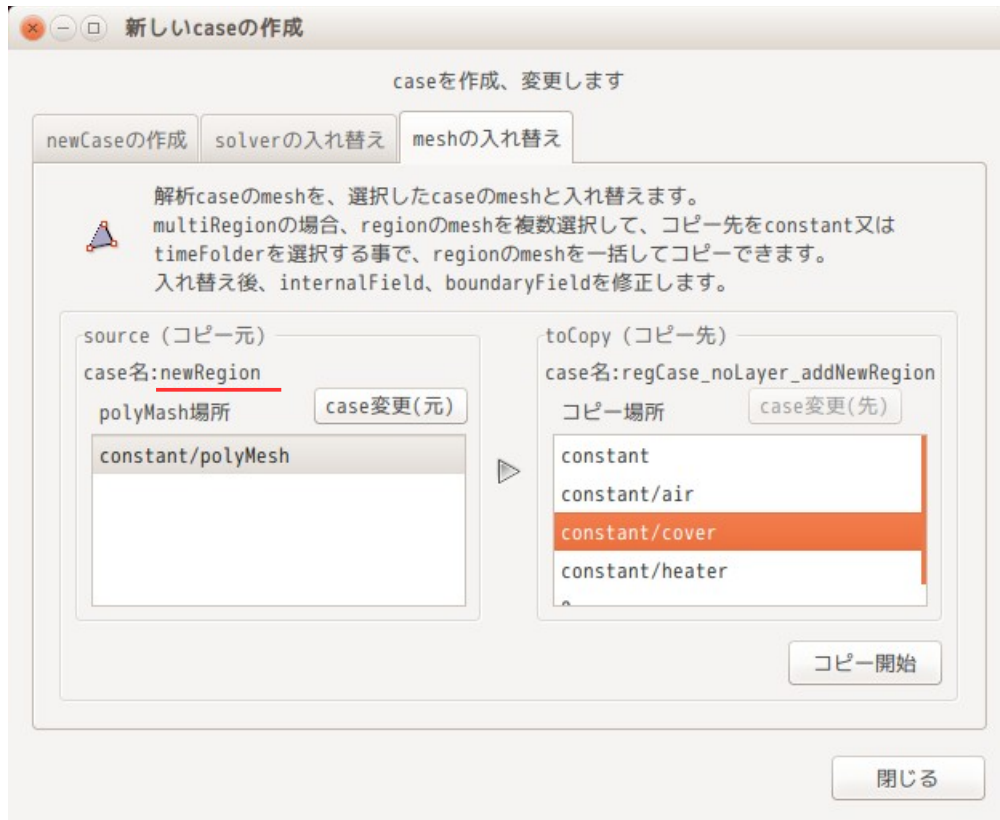 新しいcaseの作成
caseを作成、変更します
newCaseの作成
solverの入れ替え
meshの入れ替え
解析caseのmeshを、選択したcaseのmeshと入れ替えます。
multiRegionの場合、regionのmeshを複数選択して、コピー先をconstant又は
timeFolderを選択する事で、regionのmeshを一括してコピーできます。
入れ替え後、internalField、boundaryFieldを修正します。
source (コピー元)
case名:newRegion
polyMash場所
case変更(元)
constant/polyMesh
toCopy (コピー先)
case名:regCase_noLayer_addNewRegion
コピー場所
case変更(先)
constant
constant/air
constant/cover
constant/heater
コピー開始
閉じる